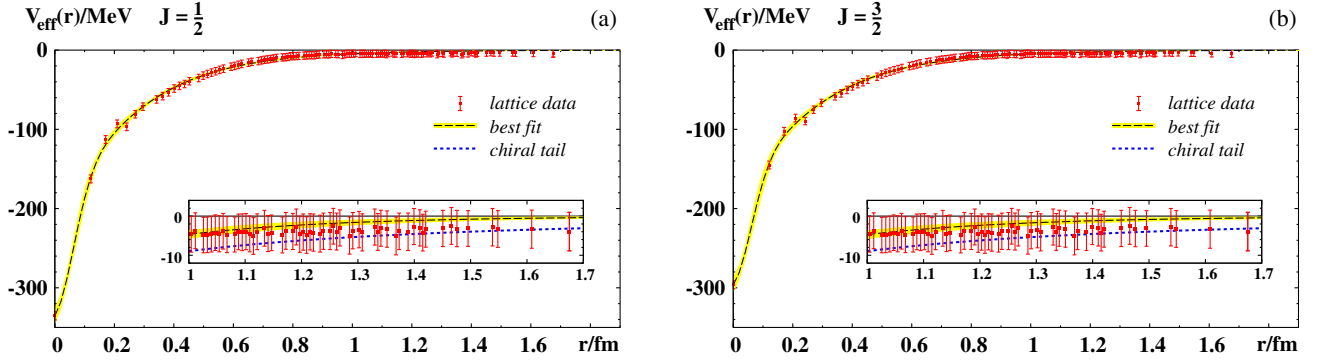 V_eff(r)/MeV J = 1/2 (a)
0
-100
-200
-300
lattice data
best fit
chiral tail
0
-10
1 1.1 1.2 1.3 1.4 1.5 1.6 1.7
0 0.2 0.4 0.6 0.8 1 1.2 1.4 1.6 r/fm
V_eff(r)/MeV J = 3/2 (b)
0
-100
-200
-300
lattice data
best fit
chiral tail
0
-10
1 1.1 1.2 1.3 1.4 1.5 1.6 1.7
0 0.2 0.4 0.6 0.8 1 1.2 1.4 1.6 r/fm